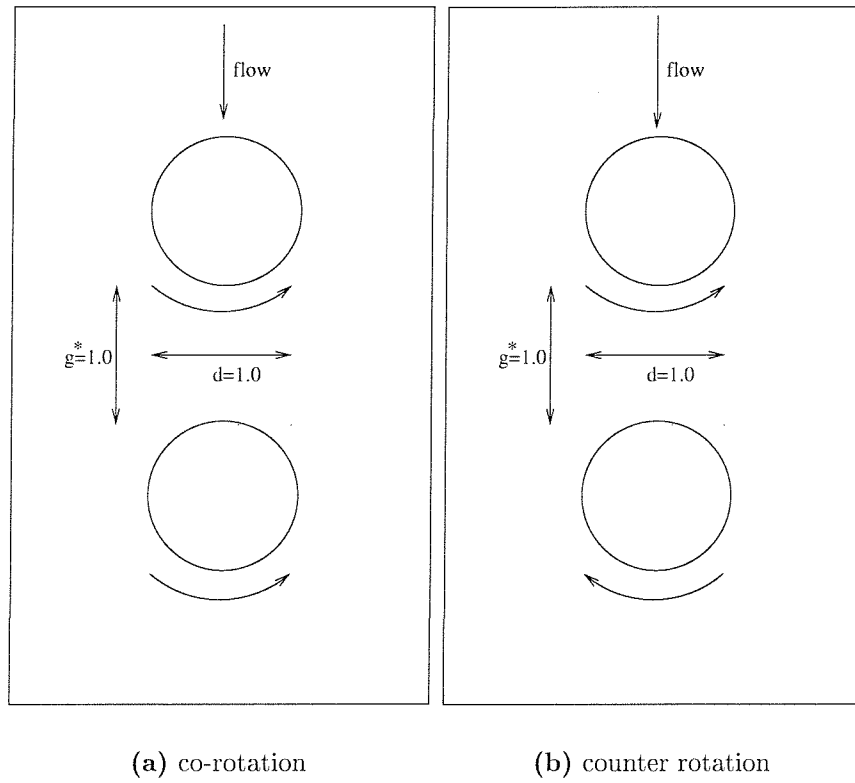 flow
flow
*
g=1.0
d=1.0
*
g=1.0
d=1.0
(a) co-rotation
(b) counter rotation